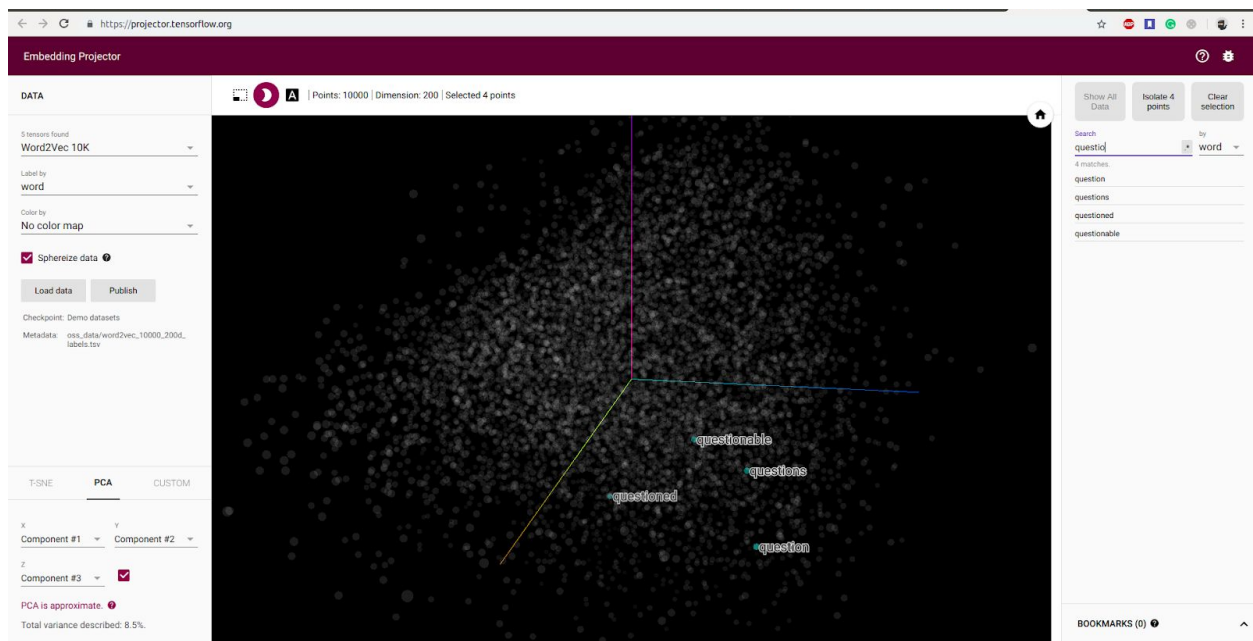 https://projector.tensorflow.org
Embedding Projector
DATA
5 tensors found
Word2Vec 10K
Label by
word
Color by
No color map
Sphereize data
Load data Publish
Checkpoint: Demo datasets
Metadata: oss_data/word2vec_10000_200d_
labels.tsv
T-SNE PCA CUSTOM
X Y
Component #1 Component #2
Z
Component #3
PCA is approximate.
Total variance described: 8.5%.
A | Points: 10000 | Dimension: 200 | Selected 4 points
questionable
questions
questioned
question
Show All
Data
Isolate 4
points
Clear
selection
Search by
questio .* word
4 matches.
question
questions
questioned
questionable
BOOKMARKS (0)